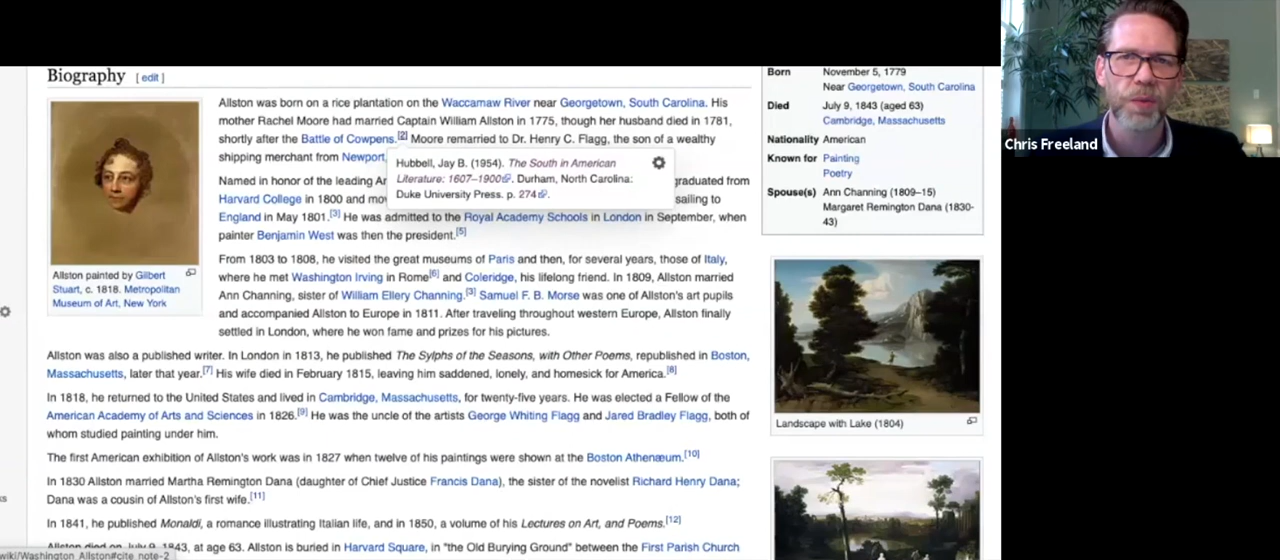 Biography [ edit ]
Allston was born on a rice plantation on the Waccamaw River near Georgetown, South Carolina. His
mother Rachel Moore had married Captain William Allston in 1775, though her husband died in 1781,
shortly after the Battle of Cowpens.[2] Moore remarried to Dr. Henry C. Flagg, the son of a wealthy
shipping merchant from Newport,
Hubbell, Jay B. (1954). The South in American
Literature: 1607–1900. Durham, North Carolina:
Duke University Press. p. 274.
Named in honor of the leading graduated from
Harvard College in 1800 and sailing to
England in May 1801.[3] He was admitted to the Royal Academy Schools in London in September, when
painter Benjamin West was then the president.[5]
From 1803 to 1808, he visited the great museums of Paris and then, for several years, those of Italy,
where he met Washington Irving in Rome[6] and Coleridge, his lifelong friend. In 1809, Allston married
Ann Channing, sister of William Ellery Channing.[3] Samuel F. B. Morse was one of Allston's art pupils
and accompanied Allston to Europe in 1811. After traveling throughout western Europe, Allston finally
settled in London, where he won fame and prizes for his pictures.
Allston painted by Gilbert
Stuart, c. 1818. Metropolitan
Museum of Art, New York
Allston was also a published writer. In London in 1813, he published The Sylphs of the Seasons, with Other Poems, republished in Boston,
Massachusetts, later that year.[7] His wife died in February 1815, leaving him saddened, lonely, and homesick for America.[8]
In 1818, he returned to the United States and lived in Cambridge, Massachusetts, for twenty-five years. He was elected a Fellow of the
American Academy of Arts and Sciences in 1826.[9] He was the uncle of the artists George Whiting Flagg and Jared Bradley Flagg, both of
whom studied painting under him.
The first American exhibition of Allston's work was in 1827 when twelve of his paintings were shown at the Boston Athenæum.[10]
In 1830 Allston married Martha Remington Dana (daughter of Chief Justice Francis Dana), the sister of the novelist Richard Henry Dana;
Dana was a cousin of Allston's first wife.[11]
In 1841, he published Monaldi, a romance illustrating Italian life, and in 1850, a volume of his Lectures on Art, and Poems.[12]
Allston died on July 9, 1843, at age 63. Allston is buried in Harvard Square, in "the Old Burying Ground" between the First Parish Church
wiki/Washington_Allston#cite_note-2
Born November 5, 1779
Near Georgetown, South Carolina
Died July 9, 1843 (aged 63)
Cambridge, Massachusetts
Nationality American
Known for Painting
Poetry
Spouse(s) Ann Channing (1809–15)
Margaret Remington Dana (1830-
43)
Landscape with Lake (1804)
Chris Freeland